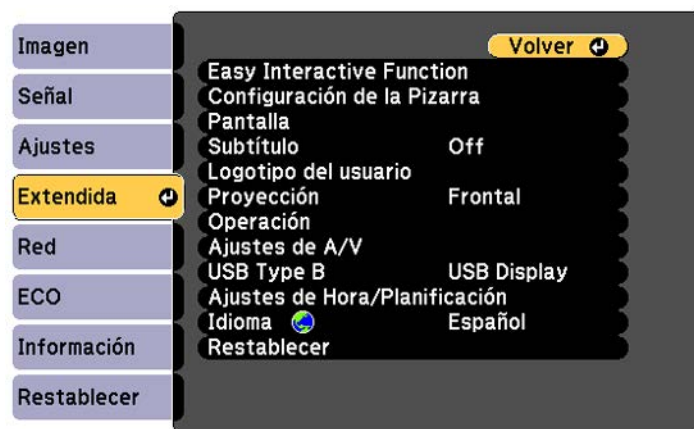 Imagen
Señal
Ajustes
Extendida
Red
ECO
Información
Restablecer
Volver
Easy Interactive Function
Configuración de la Pizarra
Pantalla
Subtítulo Off
Logotipo del usuario
Proyección Frontal
Operación
Ajustes de A/V
USB Type B USB Display
Ajustes de Hora/Planificación
Idioma Español
Restablecer